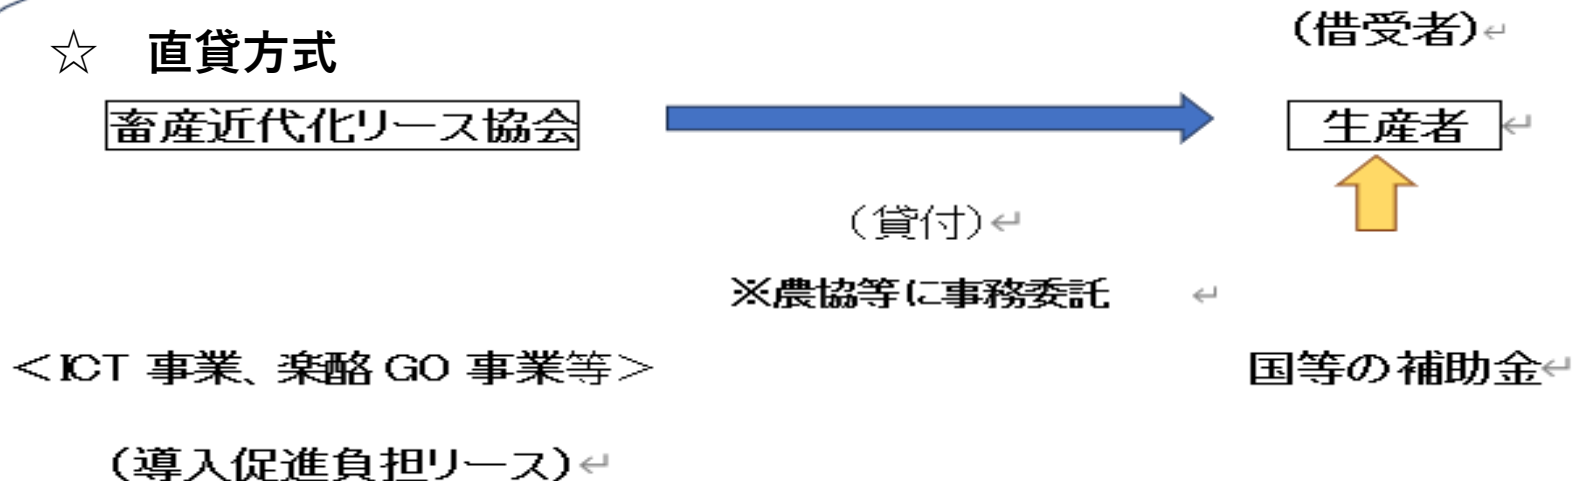 ☆ 直貸方式
(借受者)↵
畜産近代化リース協会
生産者↵
(貸付)↵
※農協等に事務委託 ↵
<ICT 事業、楽酪 GO 事業等>
国等の補助金↵
(導入促進負担リース)↵